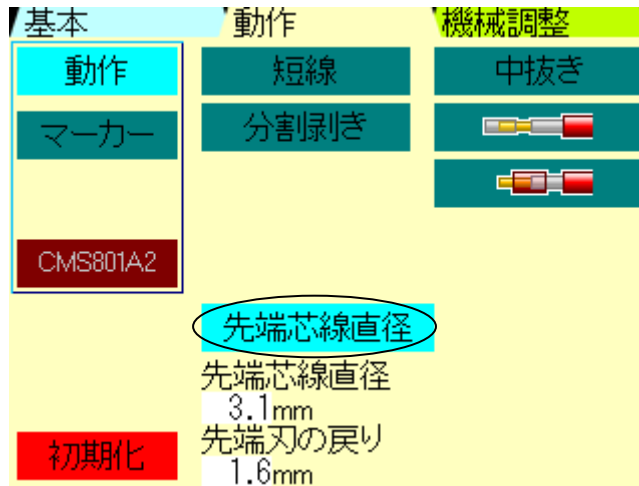 基本 動作 機械調整
動作 短線 中抜き
マーカー 分割剥き
CMS801A2
先端芯線直径
先端芯線直径
3.1mm
先端刃の戻り
初期化
1.6mm